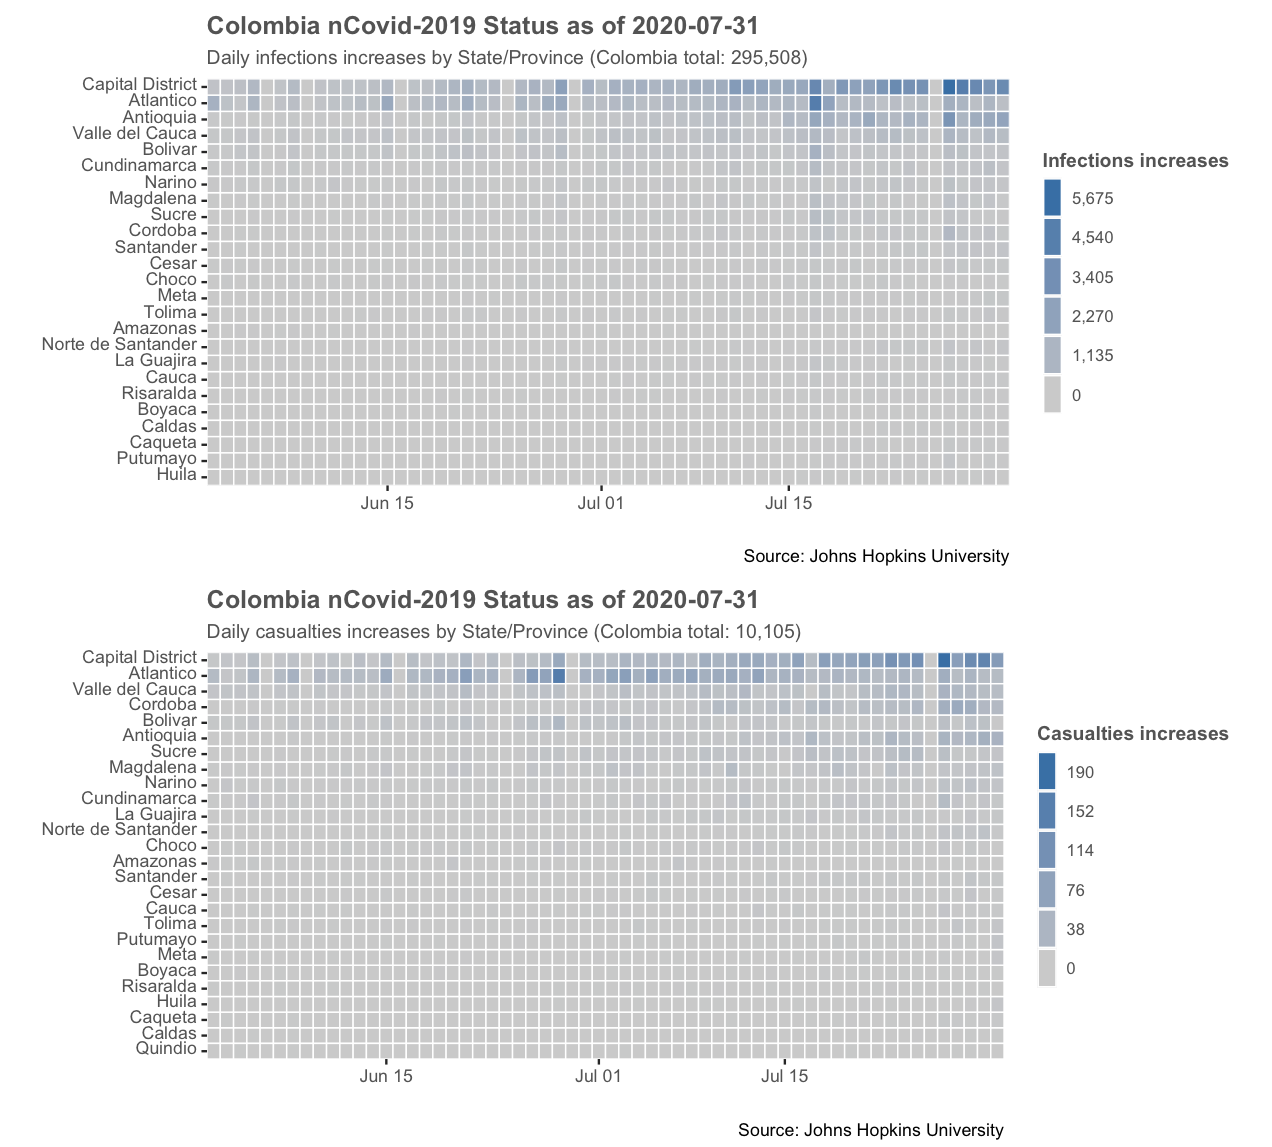 Colombia nCovid-2019 Status as of 2020-07-31
Daily infections increases by State/Province (Colombia total: 295,508)
Capital District
Atlantico
Antioquia
Valle del Cauca
Bolivar
Cundinamarca
Narino
Magdalena
Sucre
Cordoba
Santander
Cesar
Choco
Meta
Tolima
Amazonas
Norte de Santander
La Guajira
Cauca
Risaralda
Boyaca
Caldas
Caqueta
Putumayo
Huila
Jun 15
Jul 01
Jul 15
Infections increases
5,675
4,540
3,405
2,270
1,135
0
Source: Johns Hopkins University
Colombia nCovid-2019 Status as of 2020-07-31
Daily casualties increases by State/Province (Colombia total: 10,105)
Capital District
Atlantico
Valle del Cauca
Cordoba
Bolivar
Antioquia
Sucre
Magdalena
Narino
Cundinamarca
La Guajira
Norte de Santander
Choco
Amazonas
Santander
Cesar
Cauca
Tolima
Putumayo
Meta
Boyaca
Risaralda
Huila
Caqueta
Caldas
Quindio
Jun 15
Jul 01
Jul 15
Casualties increases
190
152
114
76
38
0
Source: Johns Hopkins University